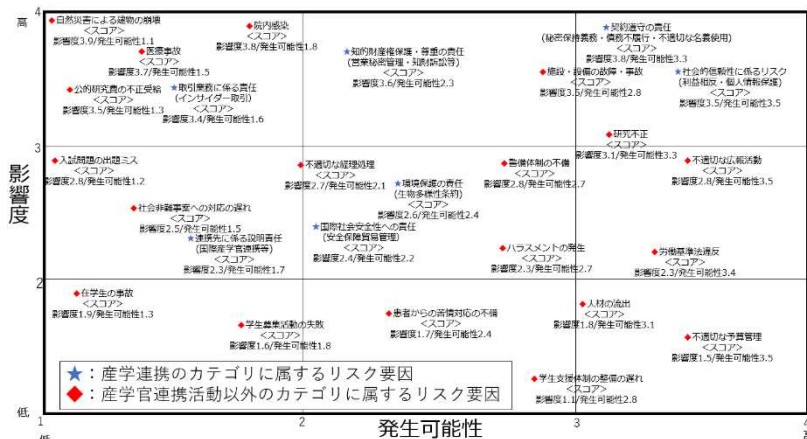 高
4
自然災害による建物の崩壊
<スコア>
影響度3.9/発生可能性1.1
院内感染
<スコア>
影響度3.8/発生可能性1.8
契約遵守の責任
(秘密保持義務・債務不履行・不適切な名義使用)
<スコア>
影響度3.8/発生可能性3.3
医療事故
<スコア>
影響度3.7/発生可能性1.5
知的財産権保護・尊重の責任
(営業秘密管理・知財訴訟等)
<スコア>
影響度3.6/発生可能性2.3
施設・設備の故障・事故
<スコア>
影響度3.5/発生可能性2.8
社会的信頼性に係るリスク
(利益相反・個人情報保護)
<スコア>
影響度3.5/発生可能性3.5
公的研究費の不正受給
<スコア>
影響度3.5/発生可能性1.3
取引業務に係る責任
(インサイダー取引)
<スコア>
影響度3.4/発生可能性1.6
研究不正
<スコア>
影響度3.1/発生可能性3.3
3
入試問題の出題ミス
<スコア>
影響度2.8/発生可能性1.2
不適切な経理処理
<スコア>
影響度2.7/発生可能性2.1
警備体制の不備
<スコア>
影響度2.8/発生可能性2.7
不適切な広報活動
<スコア>
影響度2.8/発生可能性3.5
環境保護の責任
(生物多様性条約)
<スコア>
影響度2.6/発生可能性2.4
社会非難事案への対応の遅れ
<スコア>
影響度2.5/発生可能性1.5
国際社会安全性への責任
(安全保障貿易管理)
<スコア>
影響度2.4/発生可能性2.2
連携先に係る説明責任
(国際産学官連携等)
<スコア>
影響度2.3/発生可能性1.7
ハラスメントの発生
<スコア>
影響度2.3/発生可能性2.7
労働基準法違反
<スコア>
影響度2.3/発生可能性3.4
2
在学生の事故
<スコア>
影響度1.9/発生可能性1.3
患者からの苦情対応の不備
<スコア>
影響度1.7/発生可能性2.4
人材の流出
<スコア>
影響度1.8/発生可能性3.1
学生募集活動の失敗
<スコア>
影響度1.6/発生可能性1.8
不適切な予算管理
<スコア>
影響度1.5/発生可能性3.5
学生支援体制の整備の遅れ
<スコア>
影響度1.1/発生可能性2.8
★：産学連携のカテゴリに属するリスク要因
◆：産学官連携活動以外のカテゴリに属するリスク要因
影響度
低
1
2
3
4
低
発生可能性
高